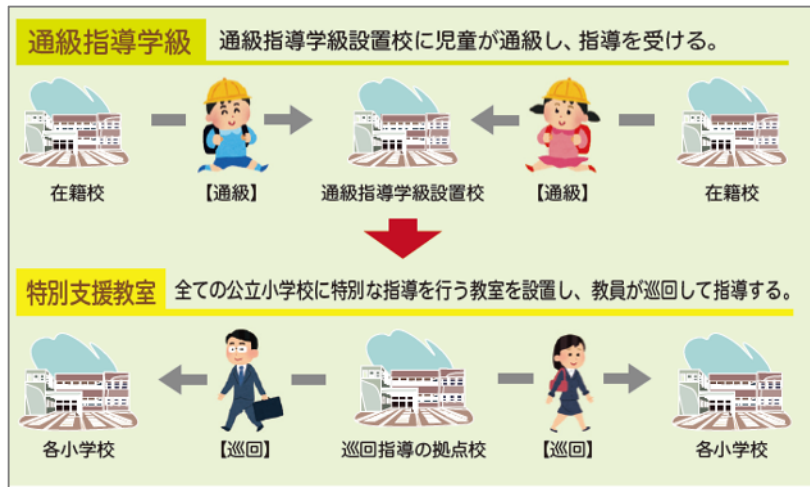 通級指導学級 通級指導学級設置校に児童が通級し、指導を受ける。
在籍校 【通級】 通級指導学級設置校 【通級】 在籍校
特別支援教室 全ての公立小学校に特別な指導を行う教室を設置し、教員が巡回して指導する。
各小学校 【巡回】 巡回指導の拠点校 【巡回】 各小学校